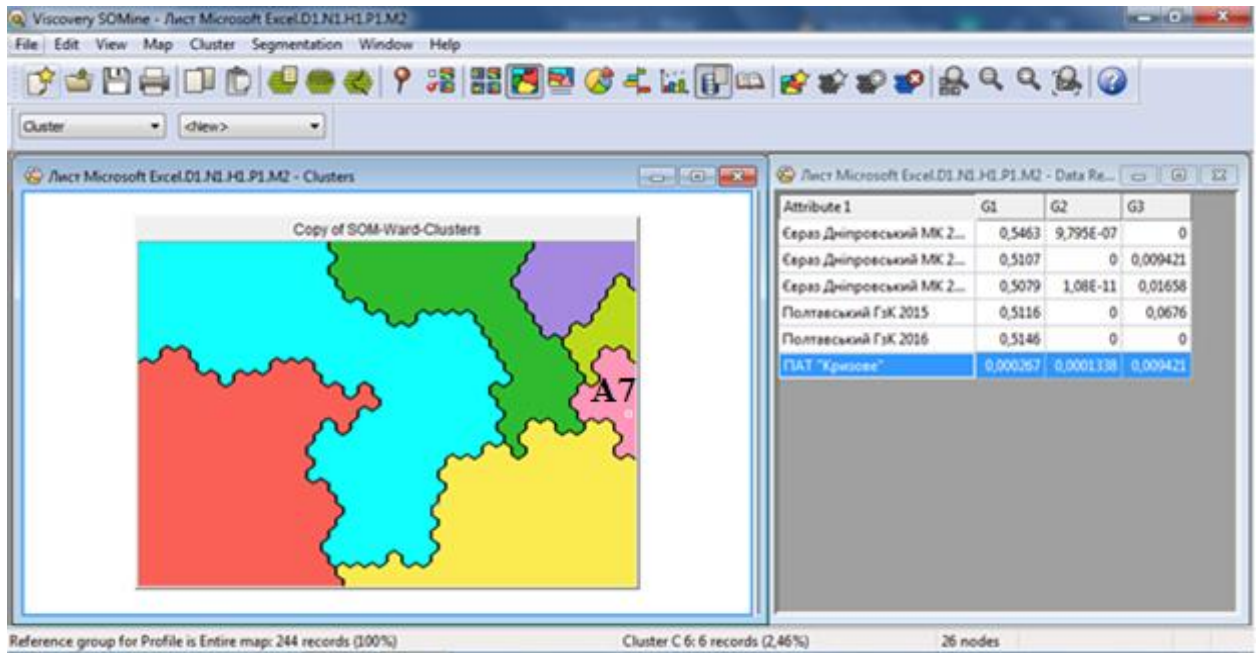 Viscovery SOMine - Лист Microsoft Excel.D1.N1.H1.P1.M2
File Edit View Map Cluster Segmentation Window Help
Cluster <New>
Лист Microsoft Excel.D1.N1.H1.P1.M2 - Clusters
Copy of SOM-Ward-Clusters
A7
Лист Microsoft Excel.D1.N1.H1.P1.M2 - Data Re...
Attribute 1 G1 G2 G3
Євраз Дніпровський МК 2... 0,5463 9,795E-07 0
Євраз Дніпровський МК 2... 0,5107 0 0,009421
Євраз Дніпровський МК 2... 0,5079 1,08E-11 0,01658
Полтавський ГзК 2015 0,5116 0 0,0676
Полтавський ГзК 2016 0,5146 0 0
ПАТ "Кризове" 0,000267 0,0001338 0,009421
Reference group for Profile is Entire map: 244 records (100%) Cluster C 6: 6 records (2,46%) 26 nodes